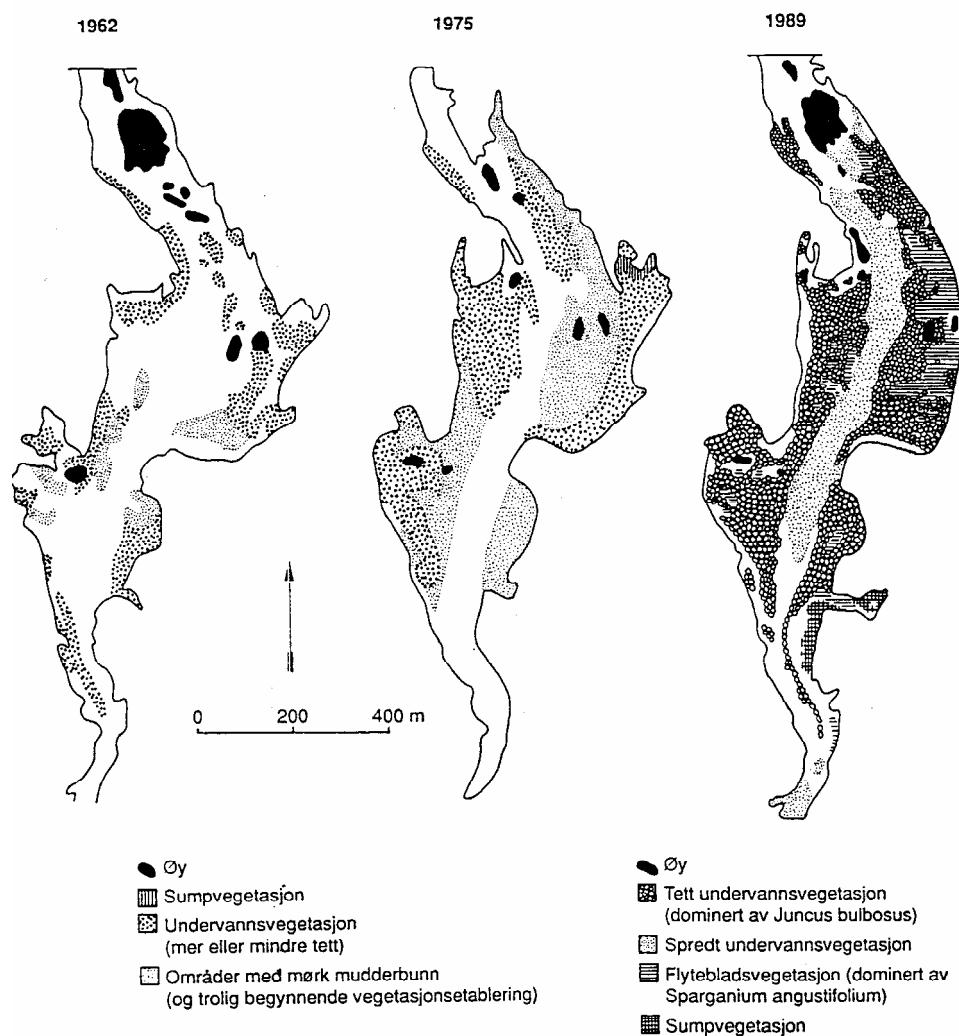 1962
1975
1989
0 200 400 m
Øy
Sumpvegetasjon
Undervannsvegetasjon
(mer eller mindre tett)
Områder med mørk mudderbunn
(og trolig begynnende vegetasjonsetablering)
Øy
Tett undervannsvegetasjon
(dominert av Juncus bulbosus)
Spredt undervannsvegetasjon
Flytebladsvegetasjon (dominert av
Sparganium angustifolium)
Sumpvegetasjon